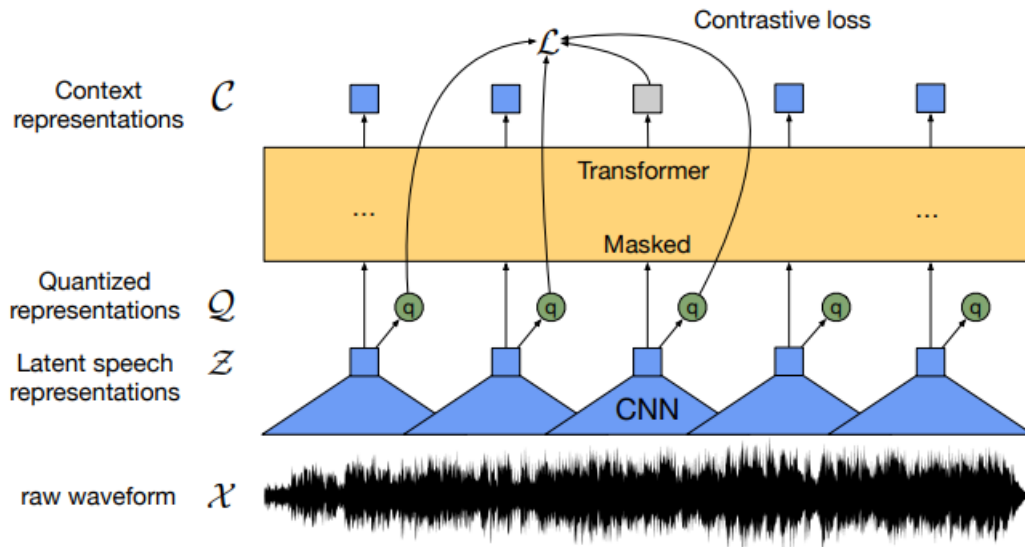 Contrastive loss
ℒ
Context
representations 𝒞
Transformer
... ...
Masked
Quantized
representations 𝒬
q q q q q
Latent speech
representations 𝒵
CNN
raw waveform 𝒳